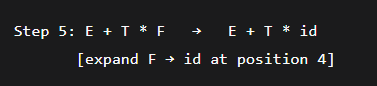 Step 5: E + T * F → E + T * id
[expand F → id at position 4]